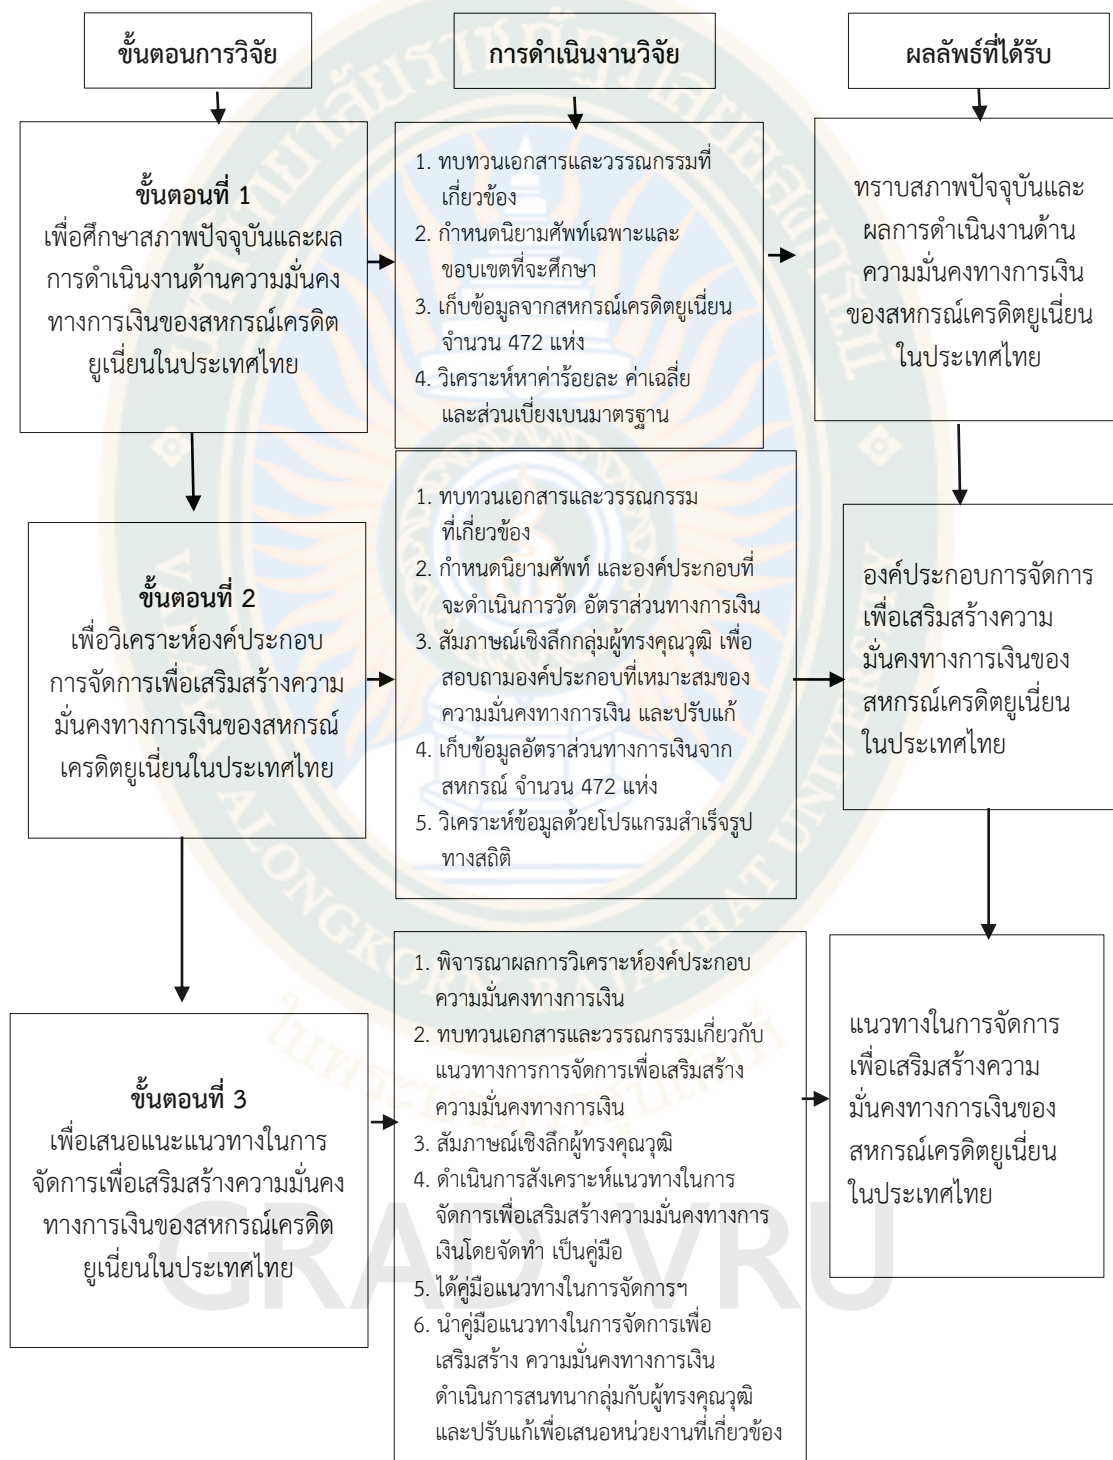 ขั้นตอนการวิจัย
การดำเนินงานวิจัย
ผลลัพธ์ที่ได้รับ
ขั้นตอนที่ 1
เพื่อศึกษาสภาพปัจจุบันและผล
การดำเนินงานด้านความมั่นคง
ทางการเงินของสหกรณ์เครดิต
ยูเนี่ยนในประเทศไทย
1. ทบทวนเอกสารและวรรณกรรมที่
เกี่ยวข้อง
2. กำหนดนิยามศัพท์เฉพาะและ
ขอบเขตที่จะศึกษา
3. เก็บข้อมูลจากสหกรณ์เครดิตยูเนี่ยน
จำนวน 472 แห่ง
4. วิเคราะห์หาค่าร้อยละ ค่าเฉลี่ย
และส่วนเบี่ยงเบนมาตรฐาน
ทราบสภาพปัจจุบันและ
ผลการดำเนินงานด้าน
ความมั่นคงทางการเงิน
ของสหกรณ์เครดิตยูเนี่ยน
ในประเทศไทย
ขั้นตอนที่ 2
เพื่อวิเคราะห์องค์ประกอบ
การจัดการเพื่อเสริมสร้างความ
มั่นคงทางการเงินของสหกรณ์
เครดิตยูเนี่ยนในประเทศไทย
1. ทบทวนเอกสารและวรรณกรรม
ที่เกี่ยวข้อง
2. กำหนดนิยามศัพท์ และองค์ประกอบที่
จะดำเนินการวัด อัตราส่วนทางการเงิน
3. สัมภาษณ์เชิงลึกกลุ่มผู้ทรงคุณวุฒิ เพื่อ
สอบถามองค์ประกอบที่เหมาะสมของ
ความมั่นคงทางการเงิน และปรับแก้
4. เก็บข้อมูลอัตราส่วนทางการเงินจาก
สหกรณ์ จำนวน 472 แห่ง
5. วิเคราะห์ข้อมูลด้วยโปรแกรมสำเร็จรูป
ทางสถิติ
องค์ประกอบการจัดการ
เพื่อเสริมสร้างความ
มั่นคงทางการเงินของ
สหกรณ์เครดิตยูเนี่ยน
ในประเทศไทย
ขั้นตอนที่ 3
เพื่อเสนอแนะแนวทางในการ
จัดการเพื่อเสริมสร้างความมั่นคง
ทางการเงินของสหกรณ์เครดิต
ยูเนี่ยนในประเทศไทย
1. พิจารณาผลการวิเคราะห์องค์ประกอบ
ความมั่นคงทางการเงิน
2. ทบทวนเอกสารและวรรณกรรมเกี่ยวกับ
แนวทางการการจัดการเพื่อเสริมสร้าง
ความมั่นคงทางการเงิน
3. สัมภาษณ์เชิงลึกผู้ทรงคุณวุฒิ
4. ดำเนินการสังเคราะห์แนวทางในการ
จัดการเพื่อเสริมสร้างความมั่นคงทางการ
เงินโดยจัดทำ เป็นคู่มือ
5. ได้คู่มือแนวทางในการจัดการฯ
6. นำคู่มือแนวทางในการจัดการเพื่อ
เสริมสร้าง ความมั่นคงทางการเงิน
ดำเนินการสนทนากลุ่มกับผู้ทรงคุณวุฒิ
และปรับแก้เพื่อเสนอหน่วยงานที่เกี่ยวข้อง
แนวทางในการจัดการ
เพื่อเสริมสร้างความ
มั่นคงทางการเงินของ
สหกรณ์เครดิตยูเนี่ยน
ในประเทศไทย
GRAD VRU